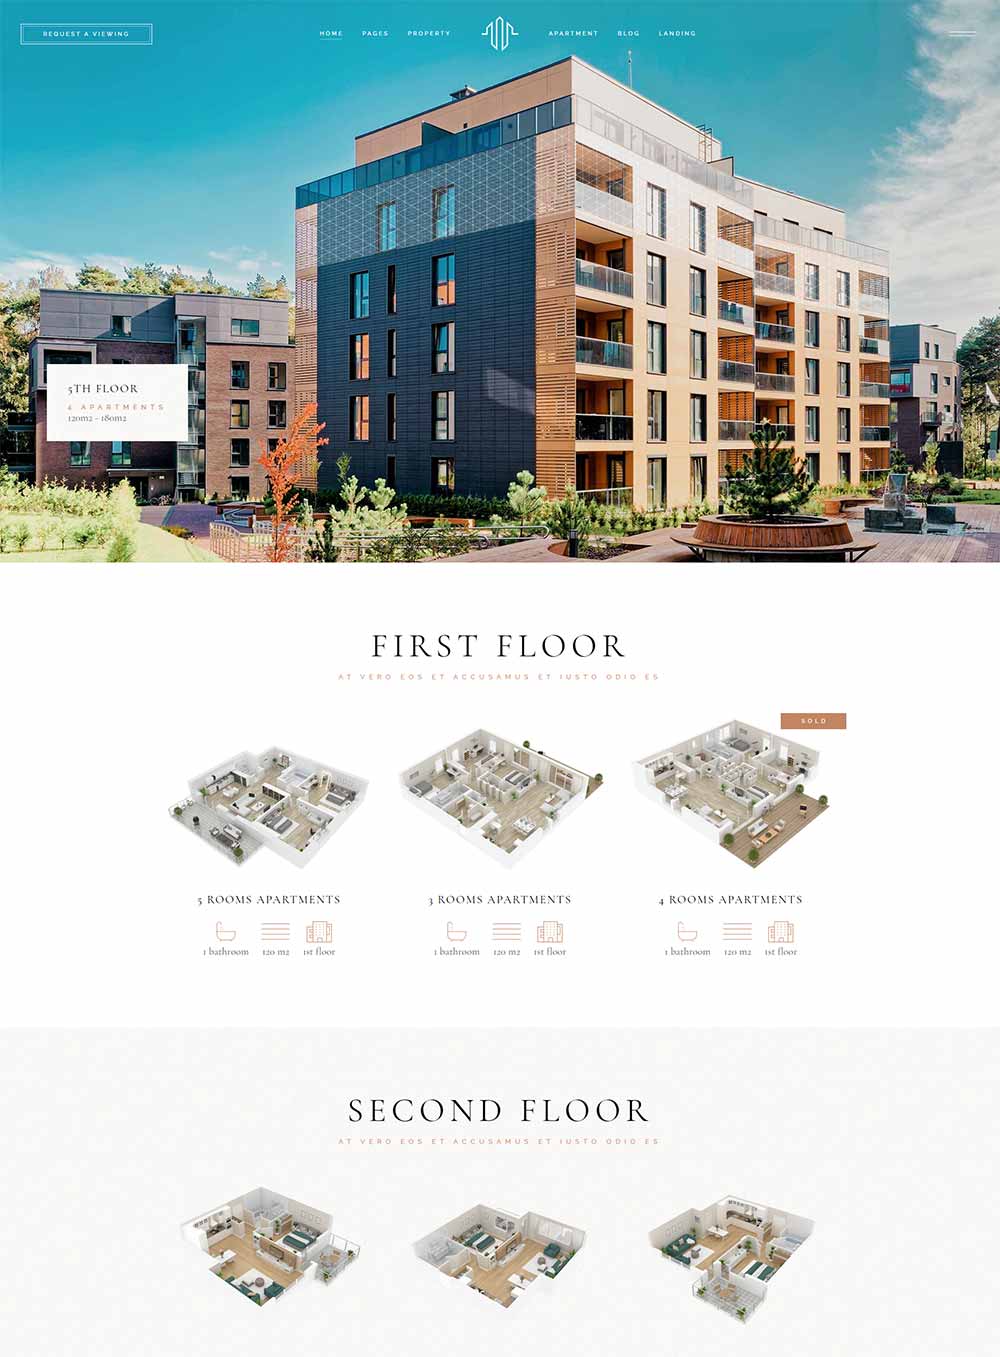 REQUEST A VIEWING
HOME PAGES PROPERTY APARTMENT BLOG LANDING
5TH FLOOR
4 APARTMENTS
120m2 - 180m2
FIRST FLOOR
AT VERO EOS ET ACCUSAMUS ET IUSTO ODIO ES
SOLD
5 ROOMS APARTMENTS
1 bathroom 120 m2 1st floor
3 ROOMS APARTMENTS
1 bathroom 120 m2 1st floor
4 ROOMS APARTMENTS
1 bathroom 120 m2 1st floor
SECOND FLOOR
AT VERO EOS ET ACCUSAMUS ET IUSTO ODIO ES